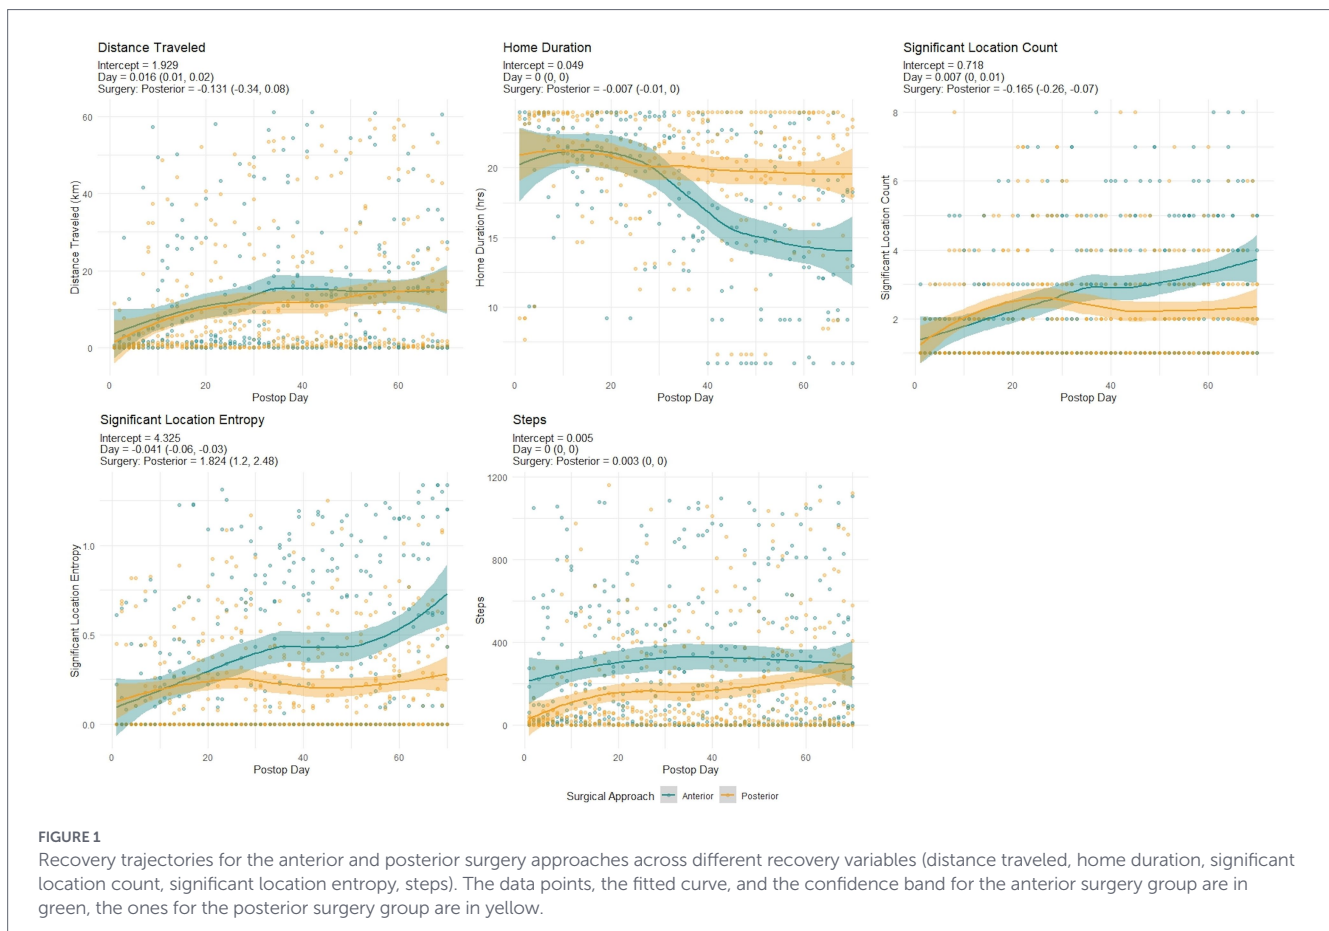 Distance Traveled
Intercept = 1.929
Day = 0.016 (0.01, 0.02)
Surgery: Posterior = -0.131 (-0.34, 0.08)
60
40
20
0
Distance Traveled (km)
0 20 40 60
Postop Day
Home Duration
Intercept = 0.049
Day = 0 (0, 0)
Surgery: Posterior = -0.007 (-0.01, 0)
20
15
10
Home Duration (hrs)
0 20 40 60
Postop Day
Significant Location Count
Intercept = 0.718
Day = 0.007 (0, 0.01)
Surgery: Posterior = -0.165 (-0.26, -0.07)
8
6
4
2
Significant Location Count
0 20 40 60
Postop Day
Significant Location Entropy
Intercept = 4.325
Day = -0.041 (-0.06, -0.03)
Surgery: Posterior = 1.824 (1.2, 2.48)
1.0
0.5
0.0
Significant Location Entropy
0 20 40 60
Postop Day
Steps
Intercept = 0.005
Day = 0 (0, 0)
Surgery: Posterior = 0.003 (0, 0)
1200
800
400
0
Steps
0 20 40 60
Postop Day
Surgical Approach Anterior Posterior
FIGURE 1
Recovery trajectories for the anterior and posterior surgery approaches across different recovery variables (distance traveled, home duration, significant
location count, significant location entropy, steps). The data points, the fitted curve, and the confidence band for the anterior surgery group are in
green, the ones for the posterior surgery group are in yellow.